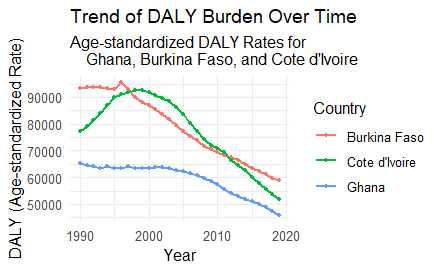 Trend of DALY Burden Over Time
Age-standardized DALY Rates for
Ghana, Burkina Faso, and Cote d'Ivoire
DALY (Age-standardized Rate)
90000
80000
70000
60000
50000
1990
2000
2010
2020
Year
Country
Burkina Faso
Cote d'Ivoire
Ghana